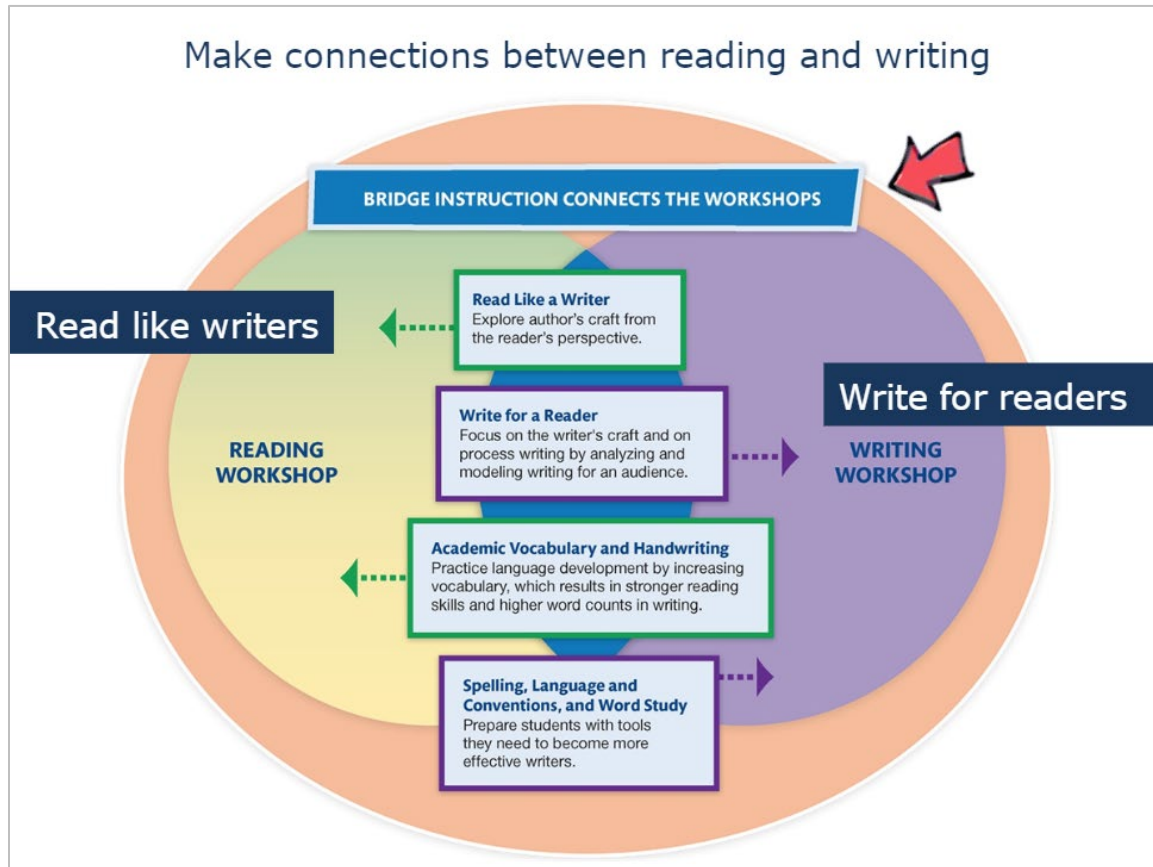 Make connections between reading and writing
BRIDGE INSTRUCTION CONNECTS THE WORKSHOPS
Read like writers
Read Like a Writer
Explore author's craft from
the reader's perspective.
Write for readers
Write for a Reader
Focus on the writer's craft and on
process writing by analyzing and
modeling writing for an audience.
READING
WORKSHOP
WRITING
WORKSHOP
Academic Vocabulary and Handwriting
Practice language development by increasing
vocabulary, which results in stronger reading
skills and higher word counts in writing.
Spelling, Language and
Conventions, and Word Study
Prepare students with tools
they need to become more
effective writers.